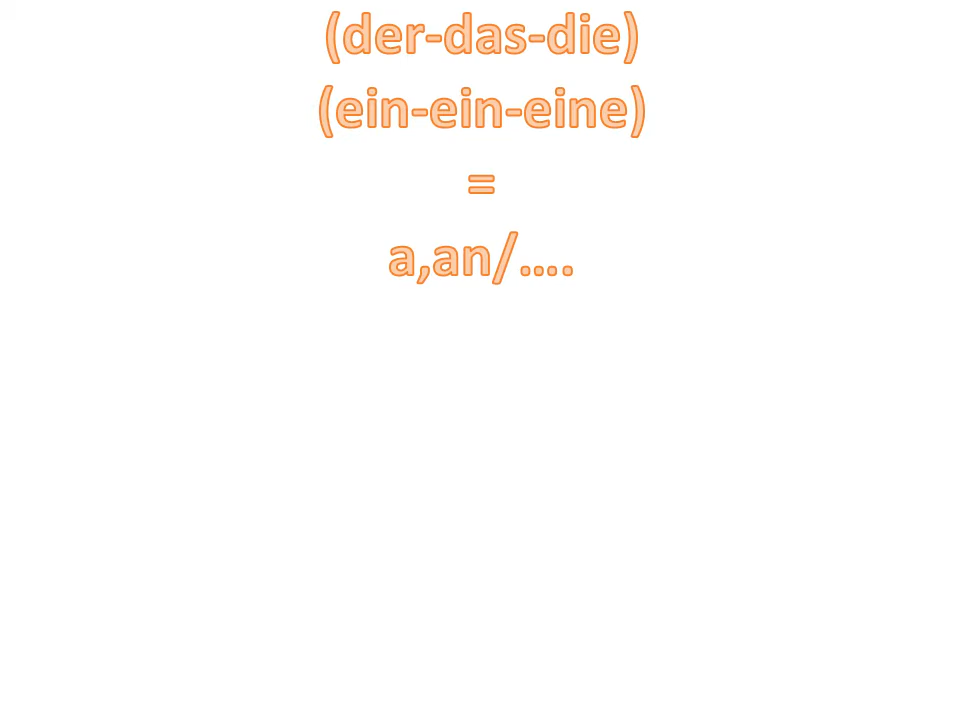 (der-das-die)
(ein-ein-eine)
=
a,an/….